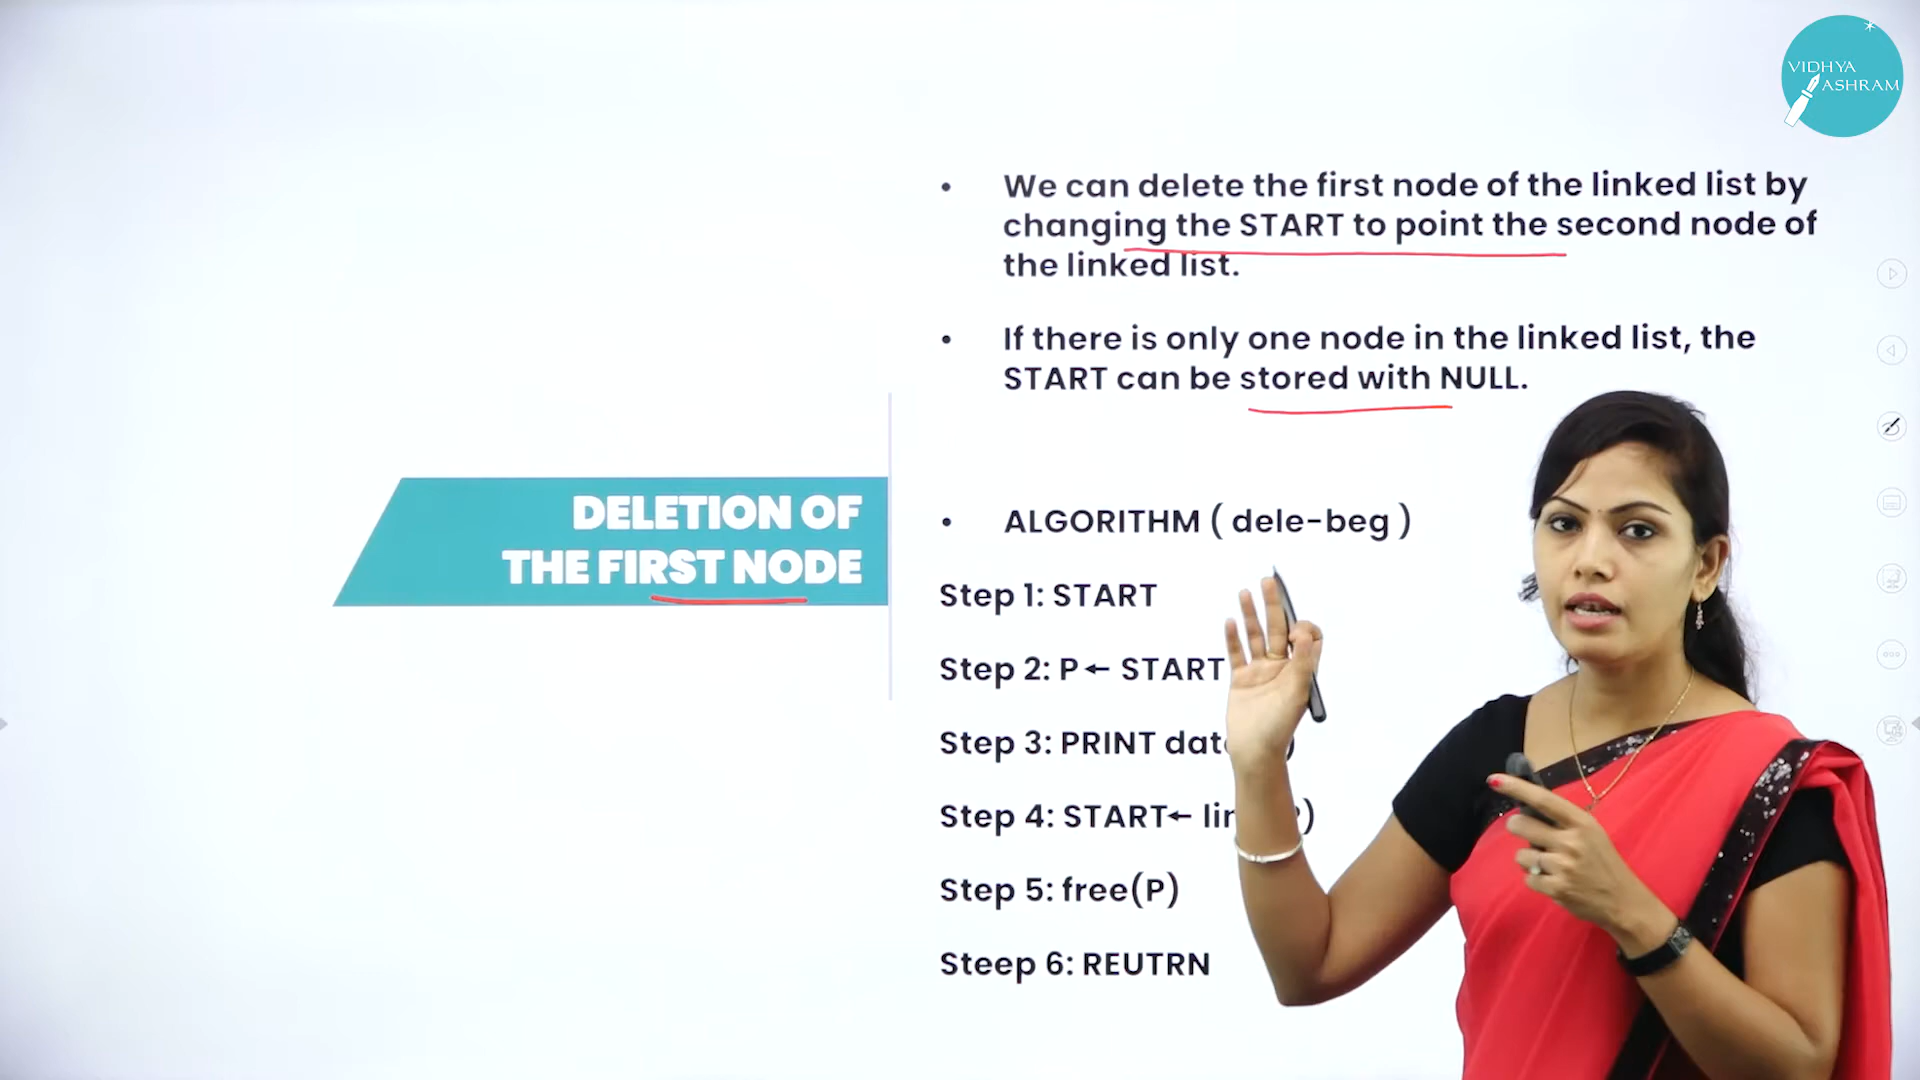 VIDHYA
ASHRAM
• We can delete the first node of the linked list by
changing the START to point the second node of
the linked list.
• If there is only one node in the linked list, the
START can be stored with NULL.
DELETION OF
THE FIRST NODE
• ALGORITHM ( dele-beg )
Step 1: START
Step 2: P← START
Step 3: PRINT
Step 4: START←
Step 5: free(P)
Steep 6: REUTRN